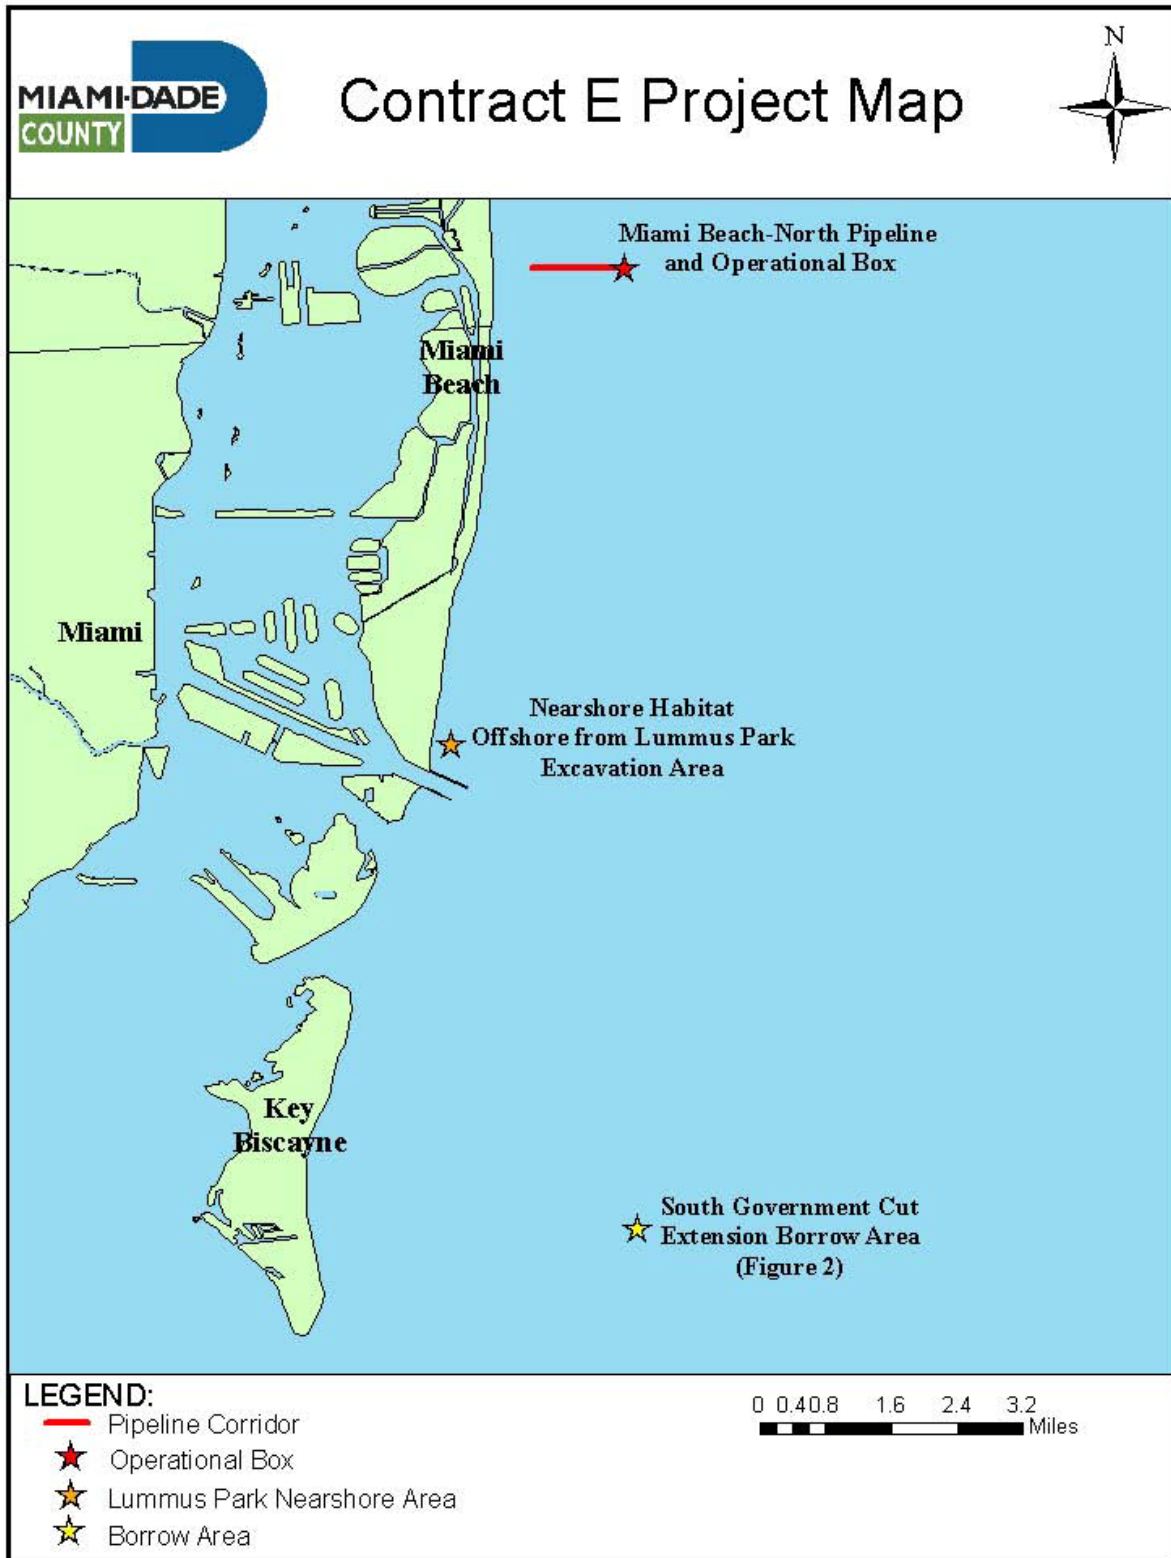 MIAMI-DADE
COUNTY
Contract E Project Map
N
Miami Beach-North Pipeline
and Operational Box
Miami
Beach
Miami
Nearshore Habitat
Offshore from Lummus Park
Excavation Area
Key
Biscayne
South Government Cut
Extension Borrow Area
(Figure 2)
LEGEND:
Pipeline Corridor
Operational Box
Lummus Park Nearshore Area
Borrow Area
0 0.4 0.8 1.6 2.4 3.2
Miles